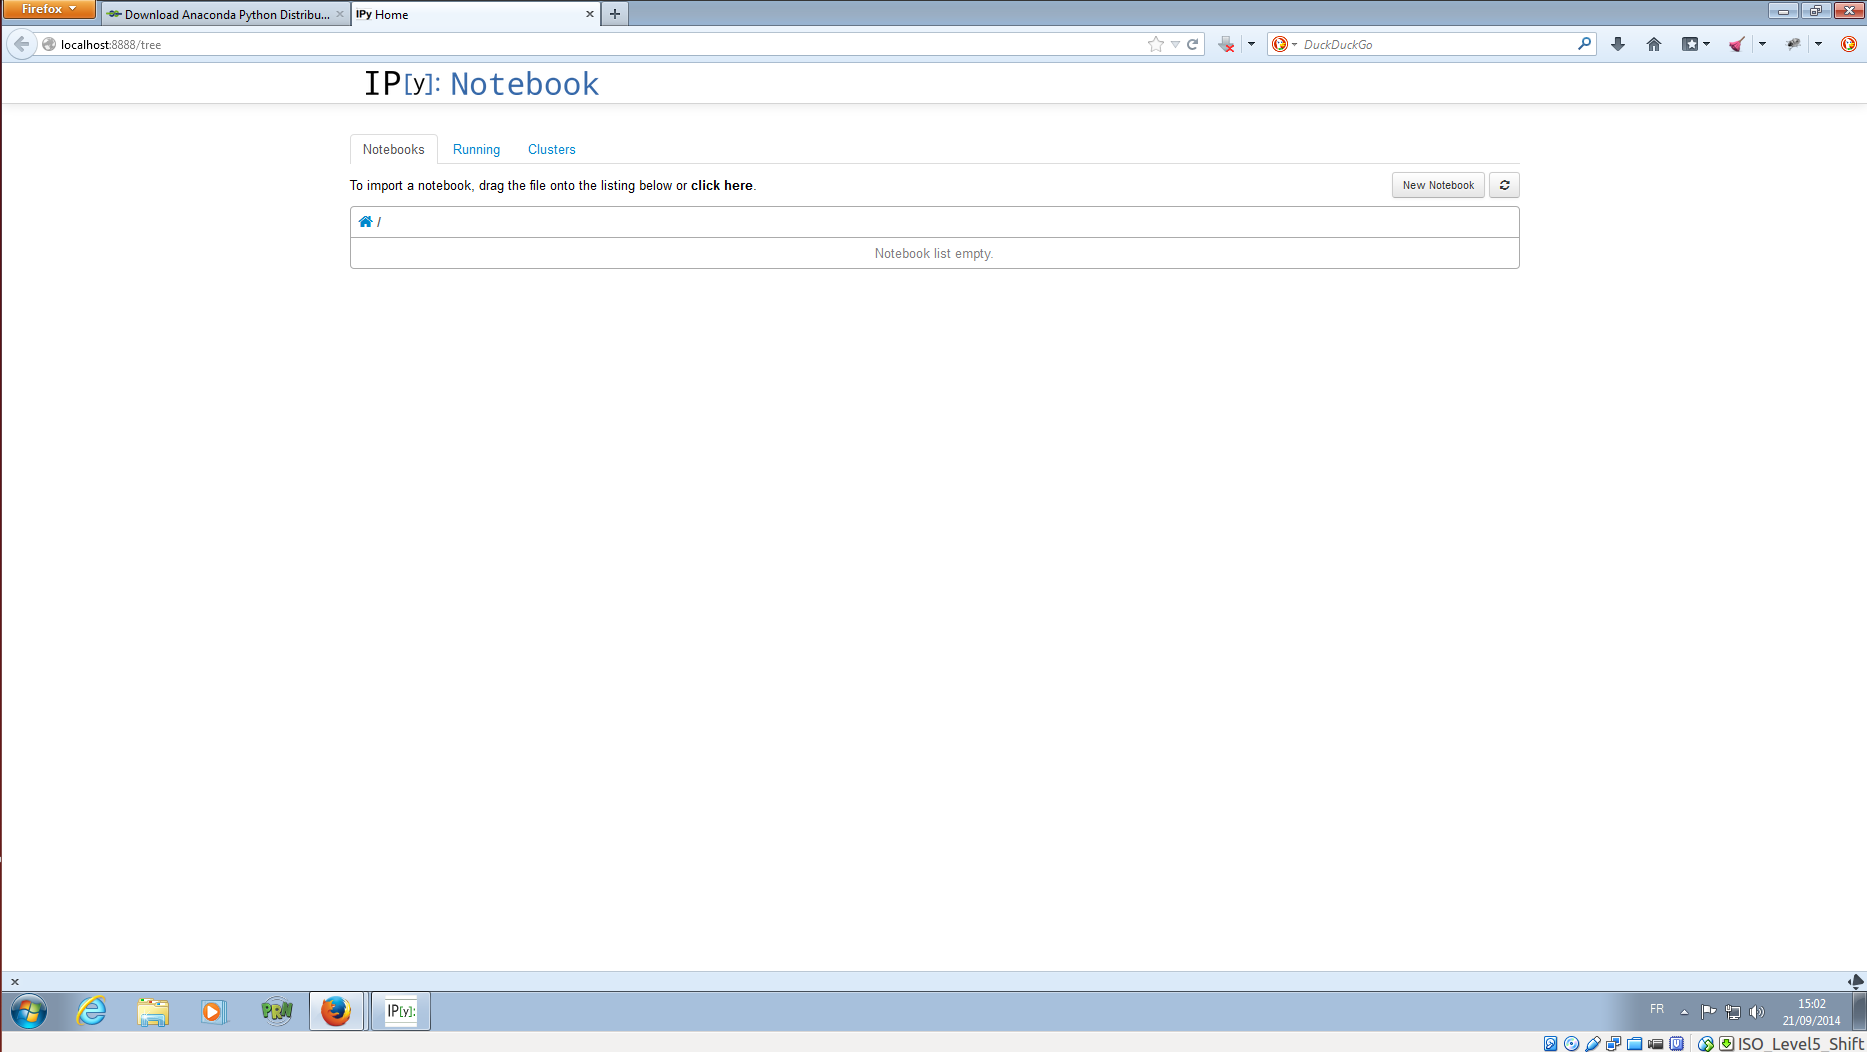 Firefox
Download Anaconda Python Distribu...
IPy Home
localhost:8888/tree
DuckDuckGo
IP[y]: Notebook
Notebooks
Running
Clusters
To import a notebook, drag the file onto the listing below or click here.
New Notebook
/
Notebook list empty.
PRN
IP[y]:
FR
15:02
21/09/2014
ISO_Level5_Shift